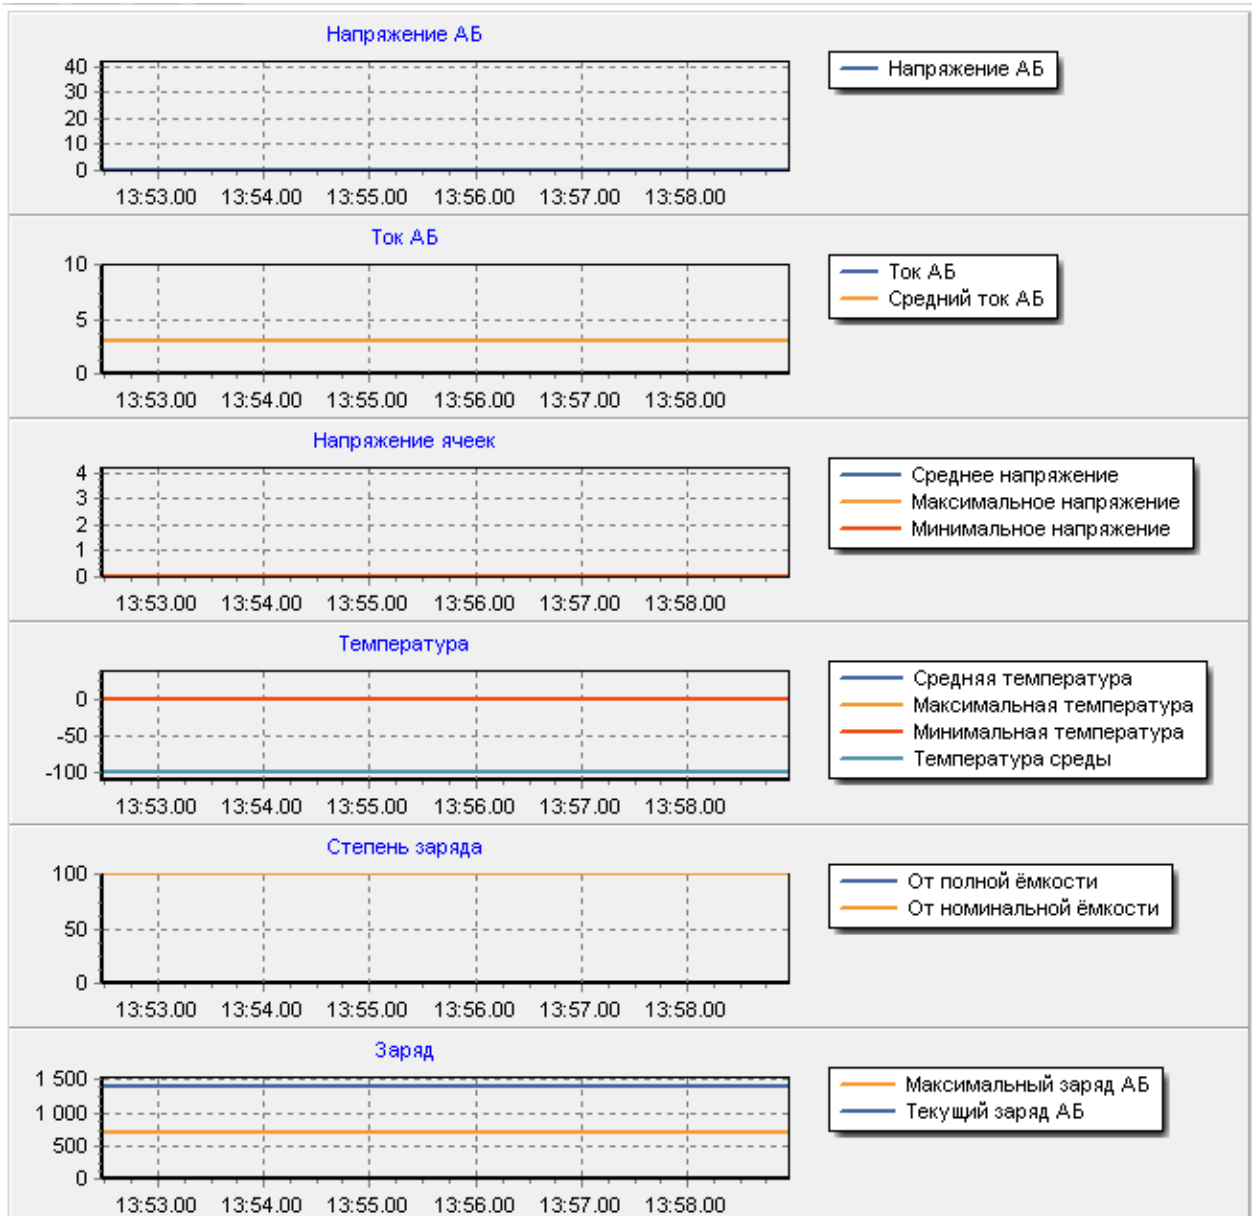 Напряжение АБ
40
30
20
10
0
13:53.00 13:54.00 13:55.00 13:56.00 13:57.00 13:58.00
Напряжение АБ
Ток АБ
10
5
0
13:53.00 13:54.00 13:55.00 13:56.00 13:57.00 13:58.00
Ток АБ
Средний ток АБ
Напряжение ячеек
4
3
2
1
0
13:53.00 13:54.00 13:55.00 13:56.00 13:57.00 13:58.00
Среднее напряжение
Максимальное напряжение
Минимальное напряжение
Температура
0
-50
-100
13:53.00 13:54.00 13:55.00 13:56.00 13:57.00 13:58.00
Средняя температура
Максимальная температура
Минимальная температура
Температура среды
Степень заряда
100
50
0
13:53.00 13:54.00 13:55.00 13:56.00 13:57.00 13:58.00
От полной ёмкости
От номинальной ёмкости
Заряд
1 500
1 000
500
0
13:53.00 13:54.00 13:55.00 13:56.00 13:57.00 13:58.00
Максимальный заряд АБ
Текущий заряд АБ